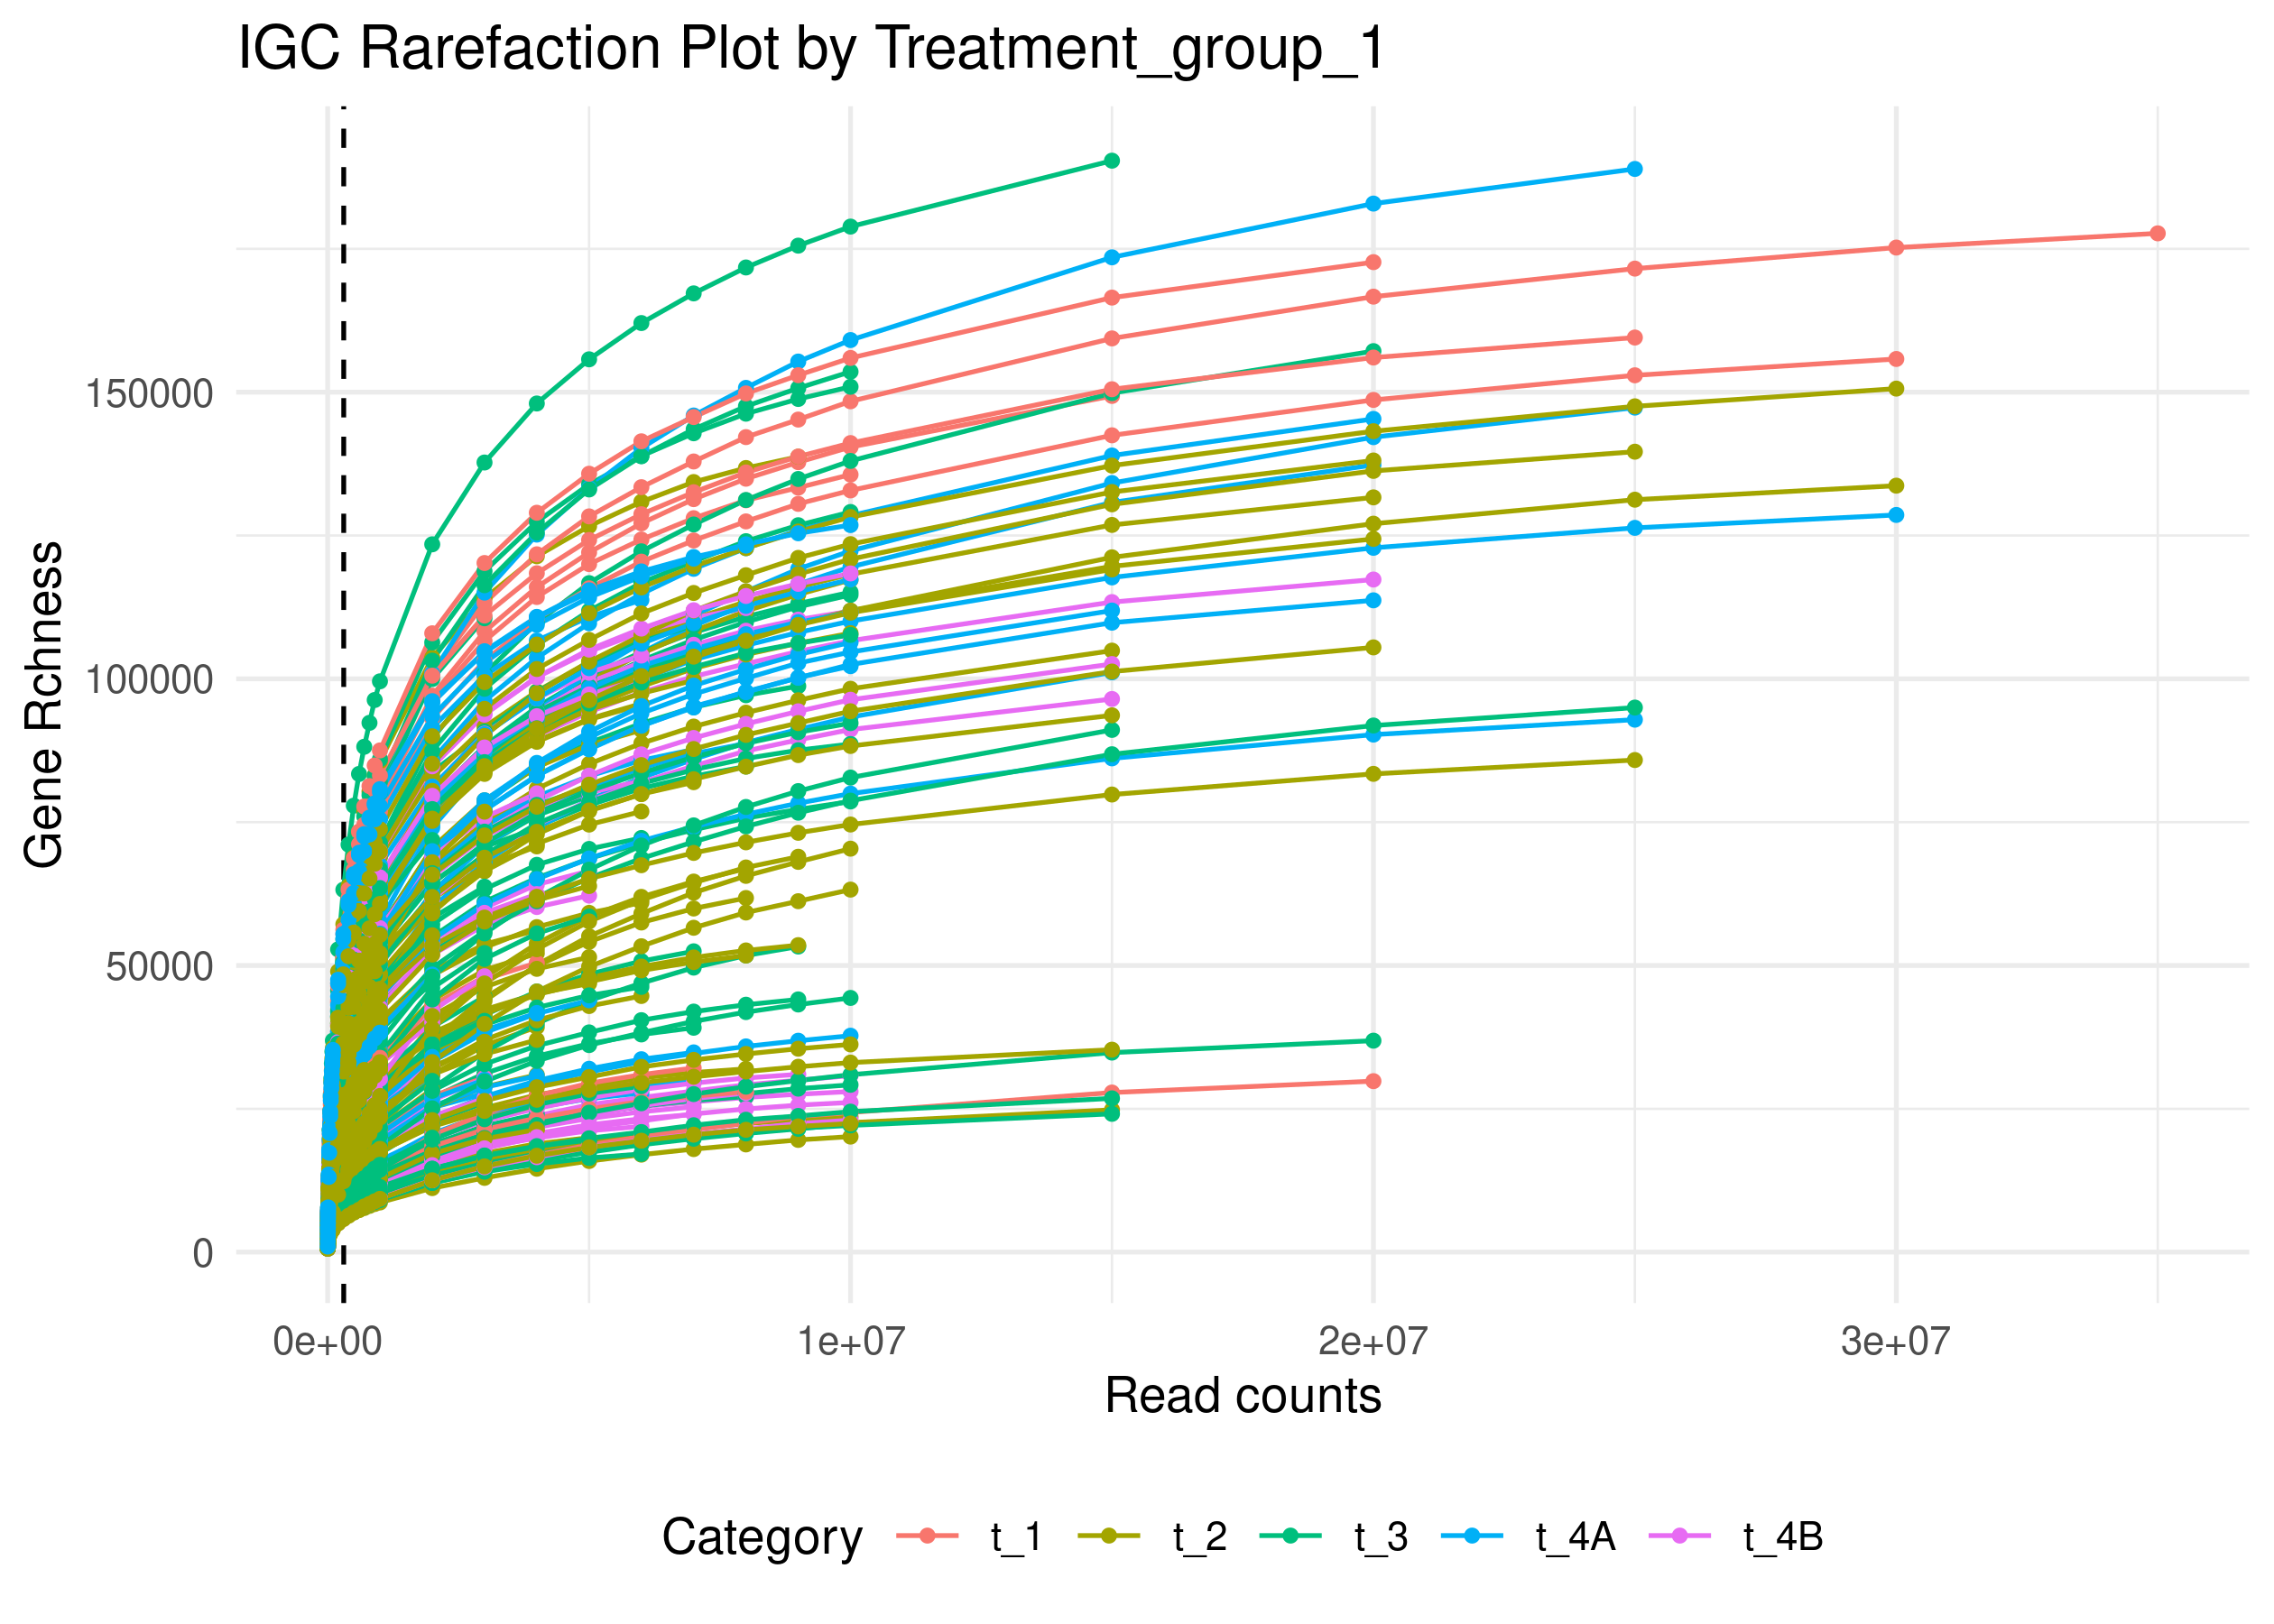 IGC Rarefaction Plot by Treatment_group_1
Gene Rchness
150000
100000
50000
0
0e+00 1e+07 2e+07 3e+07
Read counts
Category t_1 t_2 t_3 t_4A t_4B